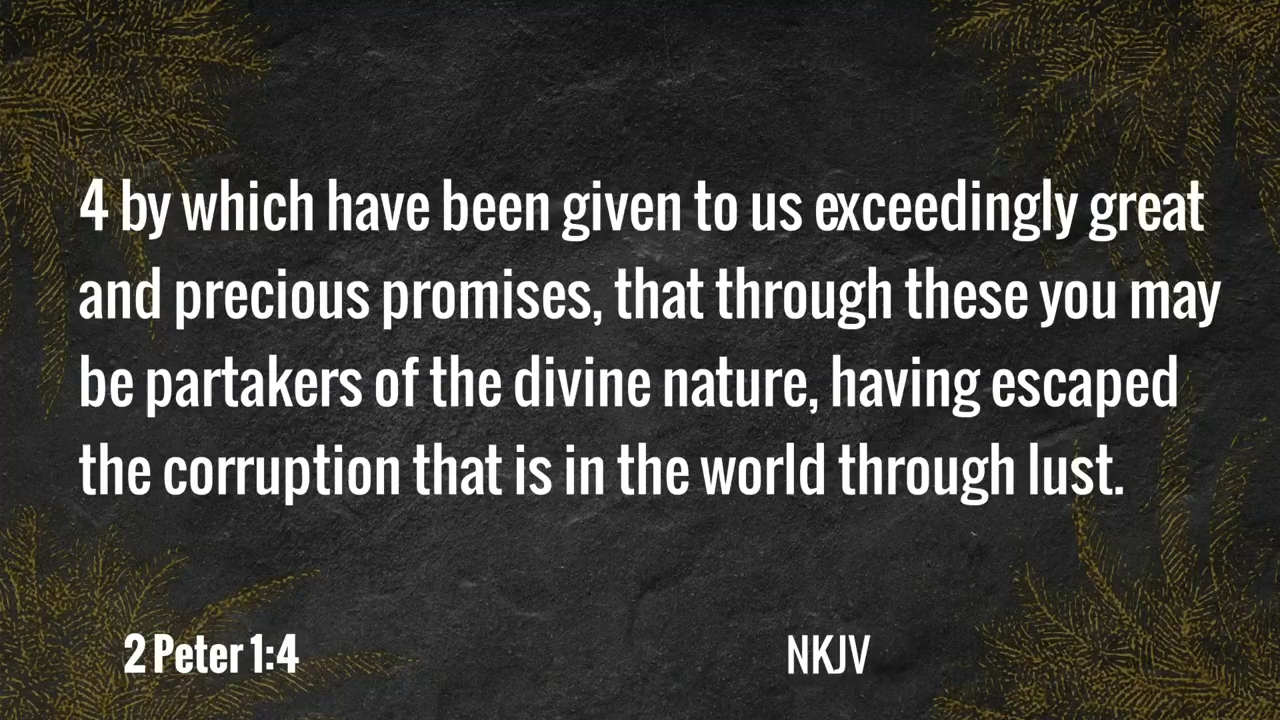 4 by which have been given to us exceedingly great
and precious promises, that through these you may
be partakers of the divine nature, having escaped
the corruption that is in the world through lust.
2 Peter 1:4
NKJV